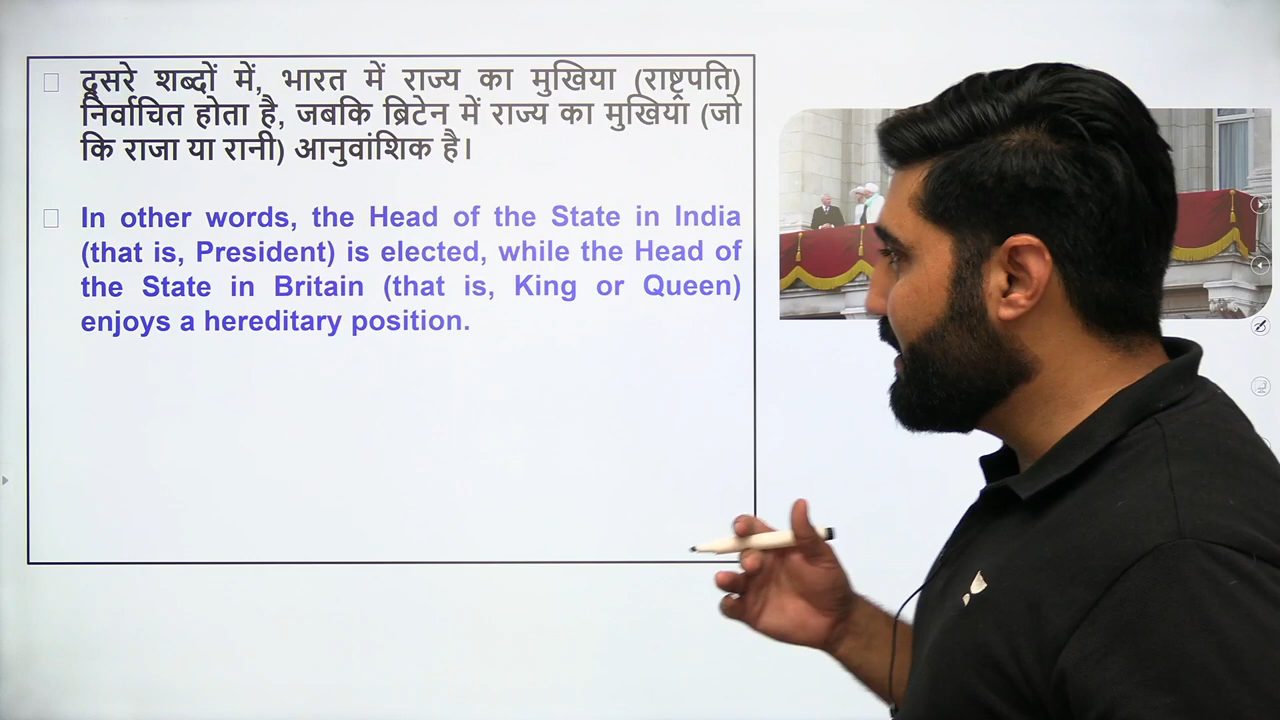 दूसरे शब्दों में, भारत में राज्य का मुखिया (राष्ट्रपति)
निर्वाचित होता है, जबकि ब्रिटेन में राज्य का मुखिया (जो
कि राजा या रानी) आनुवांशिक है।
In other words, the Head of the State in India
(that is, President) is elected, while the Head of
the State in Britain (that is, King or Queen)
enjoys a hereditary position.